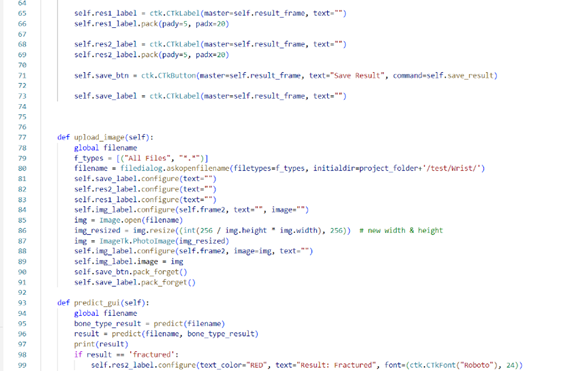 64
65 self.res1_label = ctk.CTkLabel(master=self.result_frame, text="")
66 self.res1_label.pack(pady=5, padx=20)
67
68 self.res2_label = ctk.CTkLabel(master=self.result_frame, text="")
69 self.res2_label.pack(pady=5, padx=20)
70
71 self.save_btn = ctk.CTkButton(master=self.result_frame, text="Save Result", command=self.save_result)
72
73 self.save_label = ctk.CTkLabel(master=self.result_frame, text="")
74
75
76
77 def upload_image(self):
78 global filename
79 f_types = [("All Files", "*.*")]
80 filename = filedialog.askopenfilename(filetypes=f_types, initialdir=project_folder+'/test/Wrist/')
81 self.save_label.configure(text="")
82 self.res2_label.configure(text="")
83 self.res1_label.configure(text="")
84 self.img_label.configure(self.frame2, text="", image="")
85 img = Image.open(filename)
86 img_resized = img.resize((int(256 / img.height * img.width), 256))  # new width & height
87 img = ImageTk.PhotoImage(img_resized)
88 self.img_label.configure(self.frame2, image=img, text="")
89 self.img_label.image = img
90 self.save_btn.pack_forget()
91 self.save_label.pack_forget()
92
93 def predict_gui(self):
94 global filename
95 bone_type_result = predict(filename)
96 result = predict(filename, bone_type_result)
97 print(result)
98 if result == 'fractured':
99 self.res2_label.configure(text_color="RED", text="Result: Fractured", font=(ctk.CTkFont("Roboto"), 24))